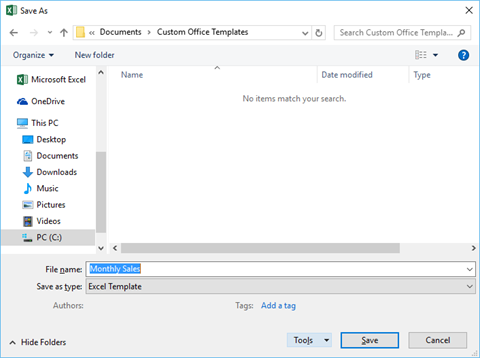 Save As
« Documents › Custom Office Templates
Search Custom Office Templa...
Organize
New folder
Name
Date modified
Type
Microsoft Excel
OneDrive
This PC
Desktop
Documents
Downloads
Music
Pictures
Videos
PC (C:)
No items match your search.
File name: Monthly Sales
Save as type: Excel Template
Authors:
Tags: Add a tag
Hide Folders
Tools
Save
Cancel